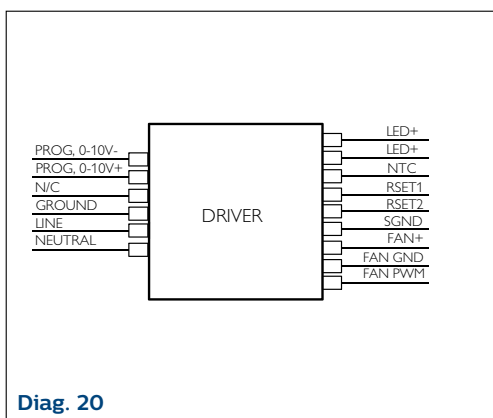 PROG, 0-10V-
PROG, 0-10V+
N/C
GROUND
LINE
NEUTRAL
DRIVER
LED+
LED+
NTC
RSET1
RSET2
SGND
FAN+
FAN GND
FAN PWM
Diag. 20